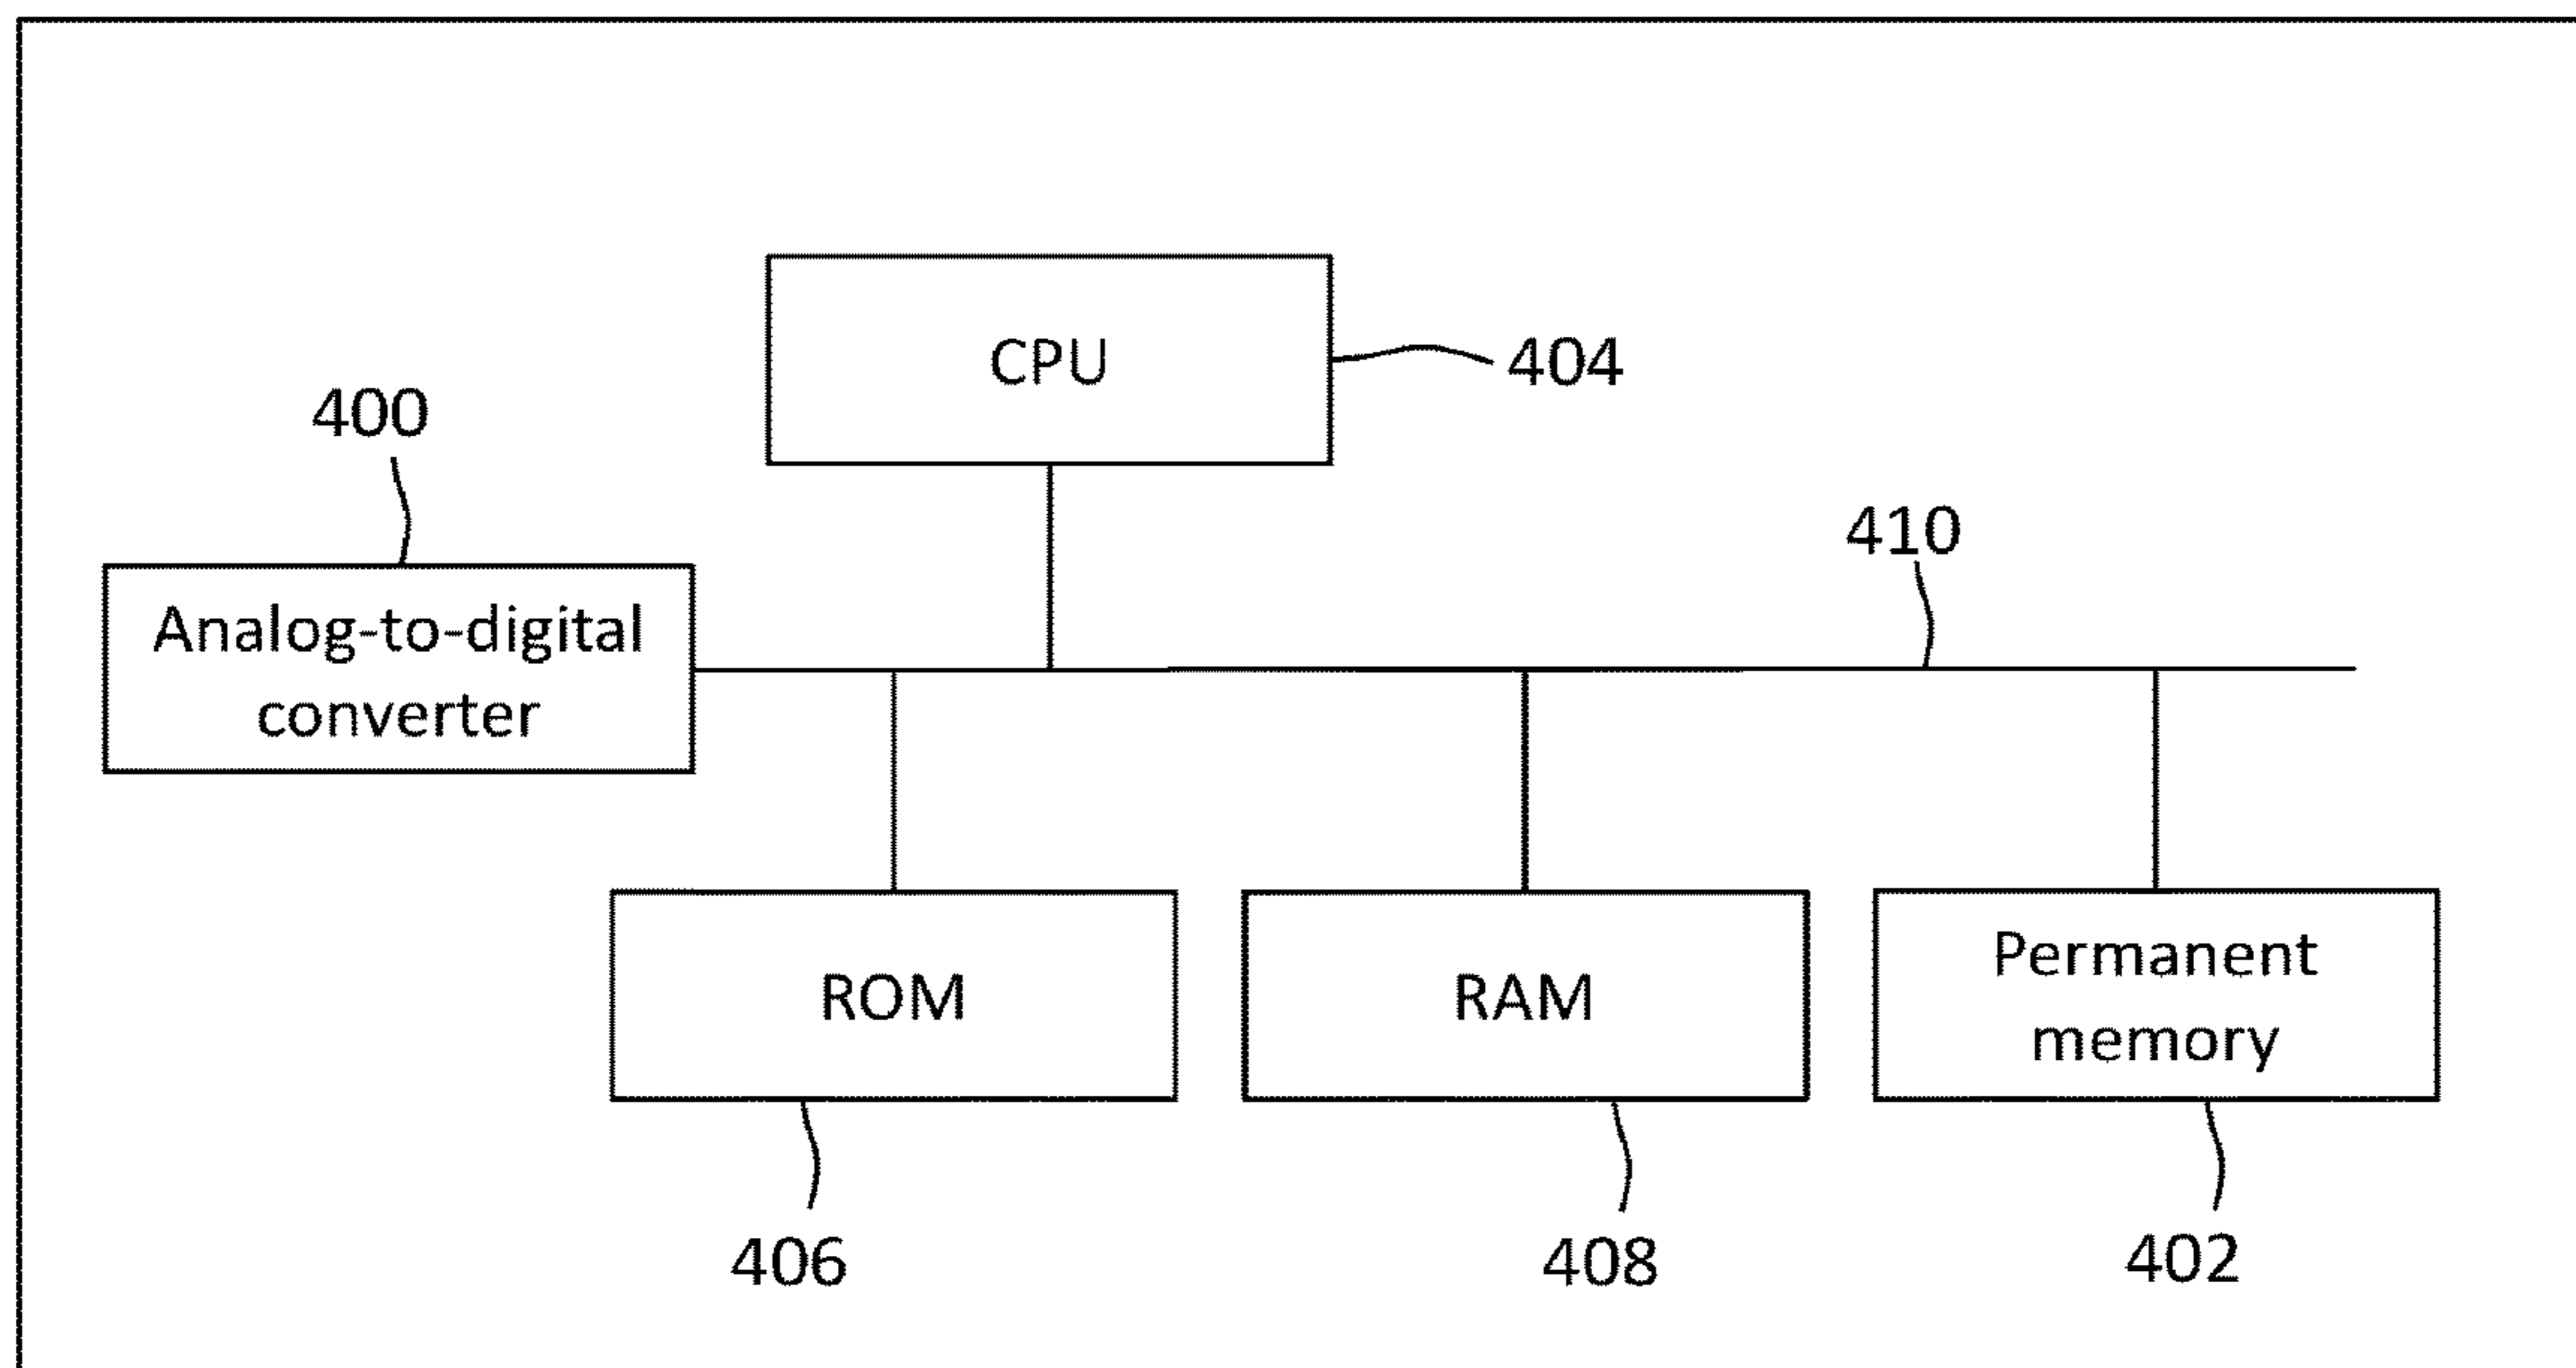 CPU
404
400
410
Analog-to-digital
converter
ROM
RAM
Permanent
memory
406
408
402